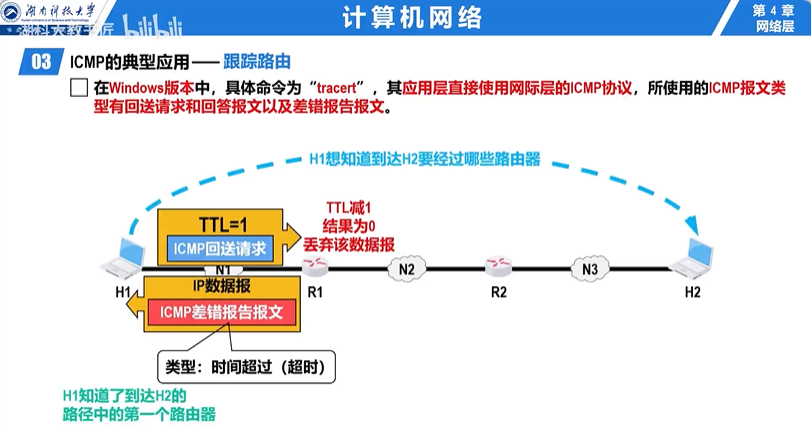 湖南科技大学
Hunan University of Science and Technology
湖科大教书匠 bilibili
计算机网络
第 4 章
网络层
03 ICMP的典型应用——跟踪路由
在Windows版本中，具体命令为“tracert”，其应用层直接使用网际层的ICMP协议，所使用的ICMP报文类
型有回送请求和回答报文以及差错报告报文。
H1想知道到达H2要经过哪些路由器
TTL=1
ICMP回送请求
TTL减1
结果为0
丢弃该数据报
N1
N2
N3
H1
R1
R2
H2
IP数据报
ICMP差错报告报文
类型：时间超过（超时）
H1知道了到达H2的
路径中的第一个路由器